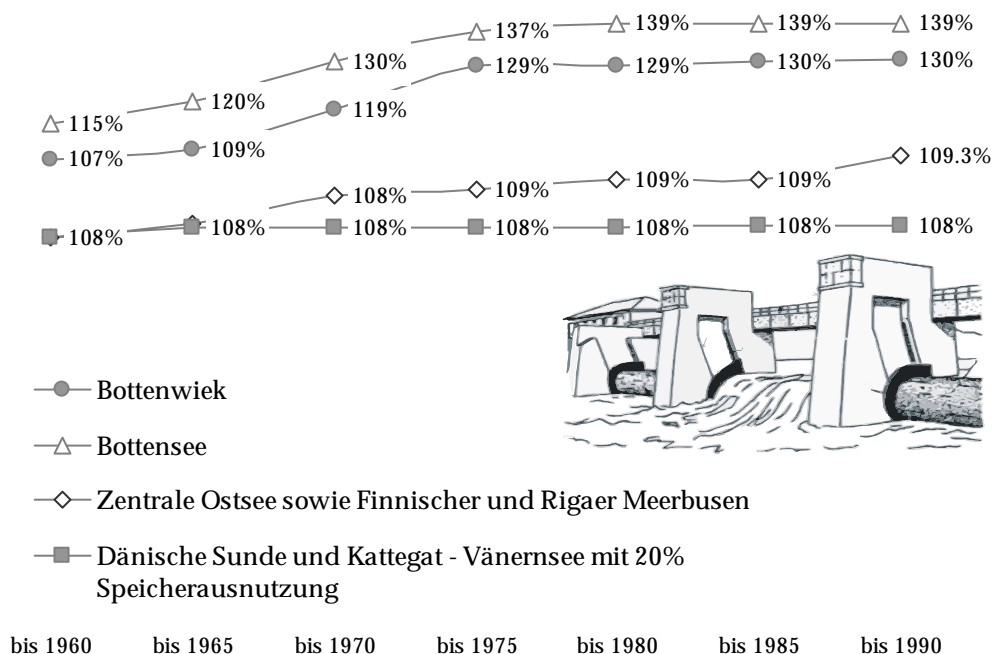 137% 139% 139% 139%
130%
129% 129% 130% 130%
120%
115% 119%
107% 109%
109.3%
108% 109% 109% 109%
108% 108% 108% 108% 108% 108% 108%
Bottenwiek
Bottensee
Zentrale Ostsee sowie Finnischer und Rigaer Meerbusen
Dänische Sunde und Kattegat - Vänernsee mit 20%
Speicherausnutzung
bis 1960 bis 1965 bis 1970 bis 1975 bis 1980 bis 1985 bis 1990